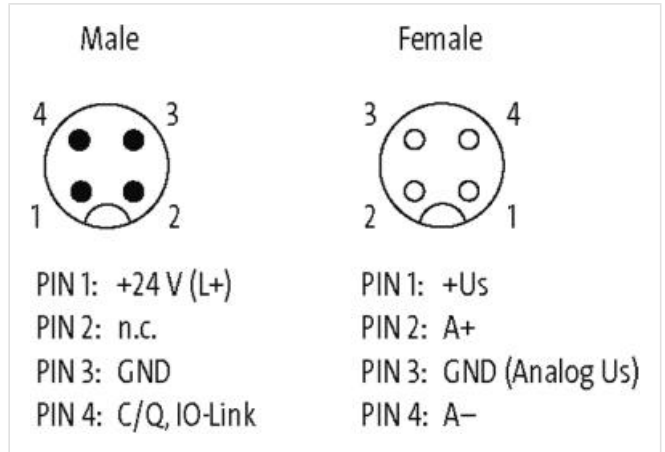 Male Female
4 3 3 4
1 2 2 1
PIN 1: +24 V (L+) PIN 1: +Us
PIN 2: n.c. PIN 2: A+
PIN 3: GND PIN 3: GND (Analog Us)
PIN 4: C/Q, IO-Link PIN 4: A–